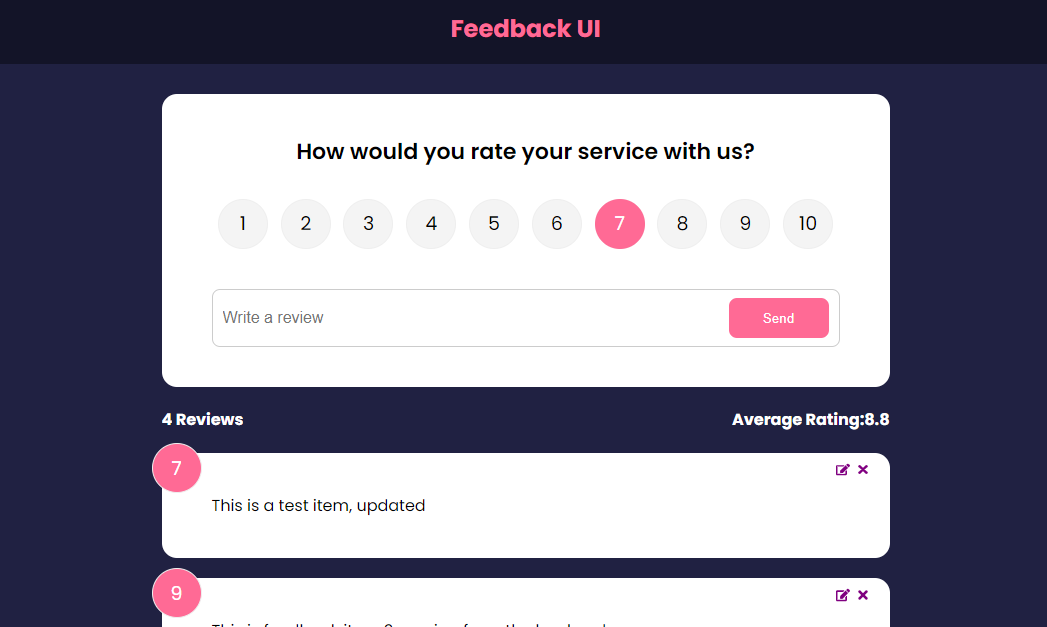 Feedback UI
How would you rate your service with us?
1 2 3 4 5 6 7 8 9 10
Write a review Send
4 Reviews Average Rating:8.8
7
This is a test item, updated
9